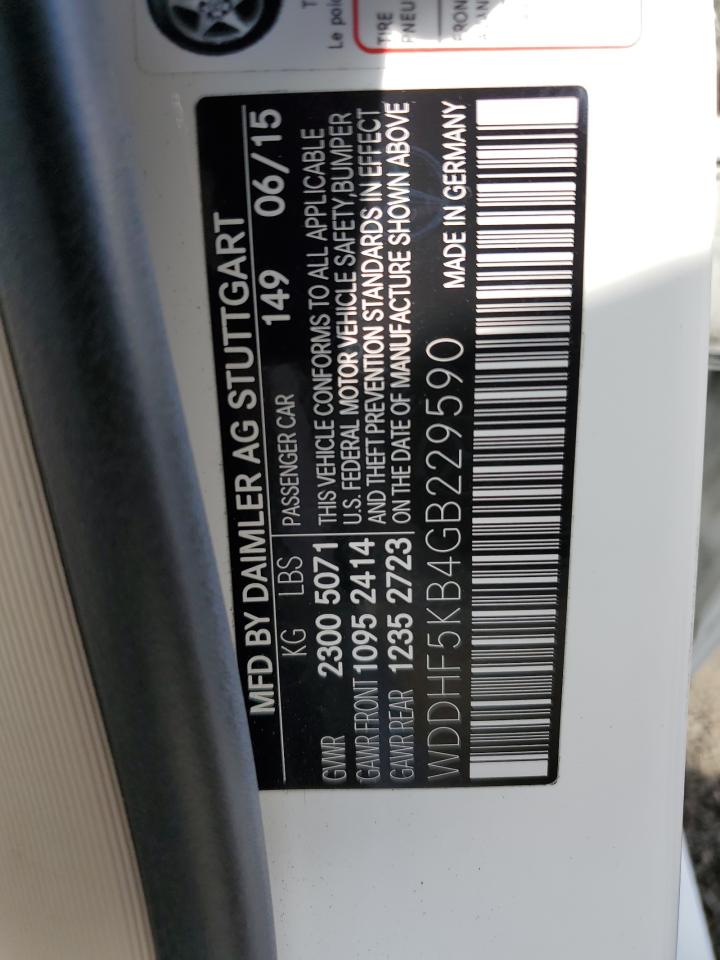 MFD BY DAIMLER AG STUTTGART
KG LBS 149 06/15
PASSENGER CAR
GVWR 2300 5071
GAWR FRONT 1095 2414
GAWR REAR 1235 2723
THIS VEHICLE CONFORMS TO ALL APPLICABLE
U.S. FEDERAL MOTOR VEHICLE SAFETY,BUMPER
AND THEFT PREVENTION STANDARDS IN EFFECT
ON THE DATE OF MANUFACTURE SHOWN ABOVE
WDDHF5KB4GB229590 MADE IN GERMANY
Le
TIRE